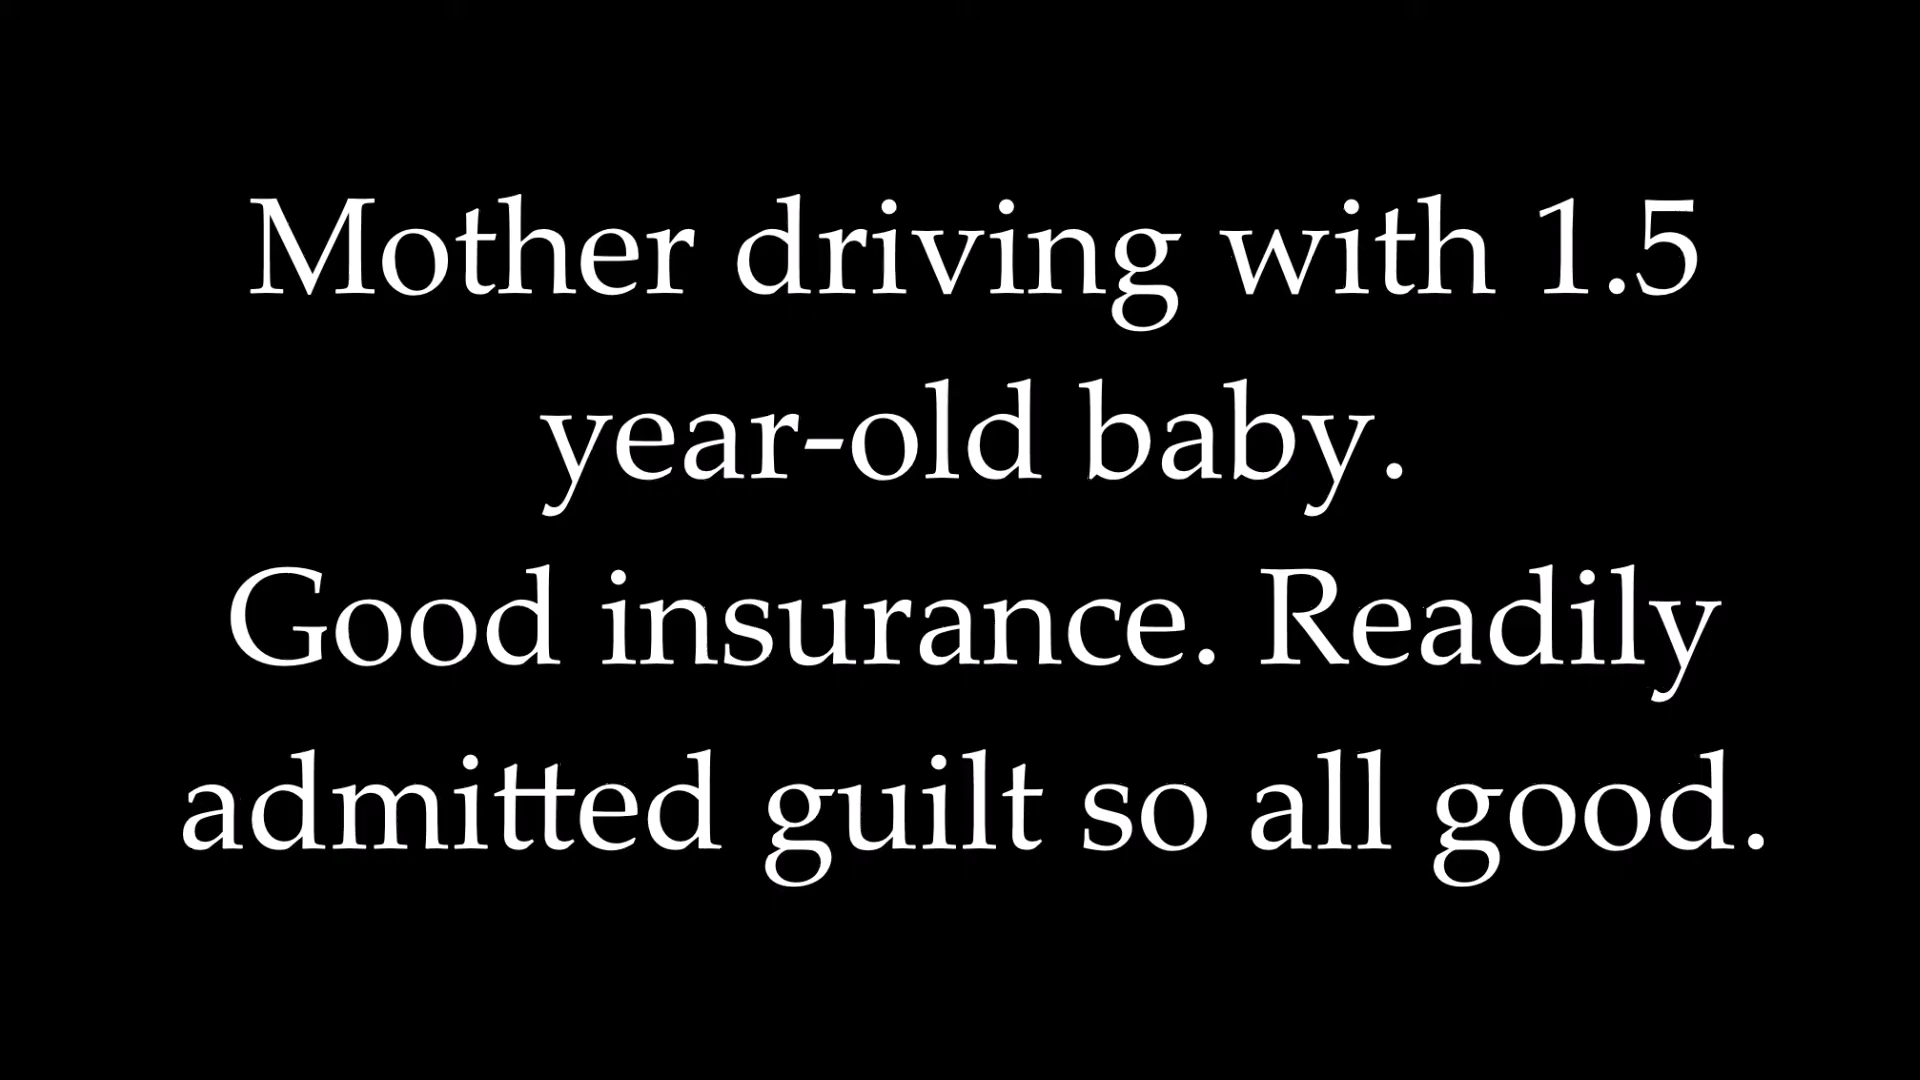 Mother driving with 1.5
year-old baby.
Good insurance. Readily
admitted guilt so all good.